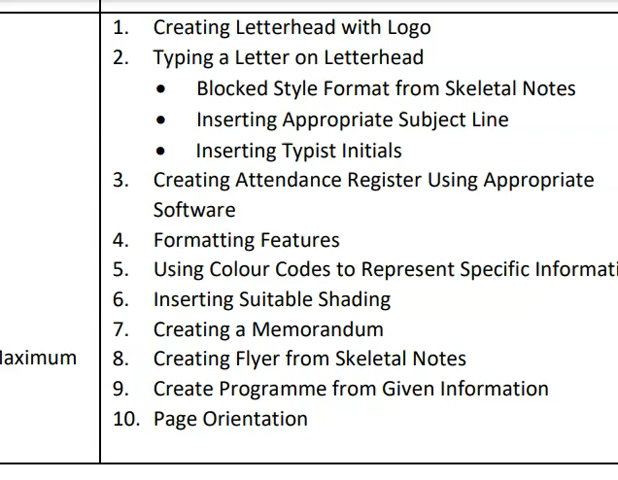 1. Creating Letterhead with Logo
2. Typing a Letter on Letterhead
• Blocked Style Format from Skeletal Notes
• Inserting Appropriate Subject Line
• Inserting Typist Initials
3. Creating Attendance Register Using Appropriate
Software
4. Formatting Features
5. Using Colour Codes to Represent Specific
6. Inserting Suitable Shading
7. Creating a Memorandum
8. Creating Flyer from Skeletal Notes
9. Create Programme from Given Information
10. Page Orientation